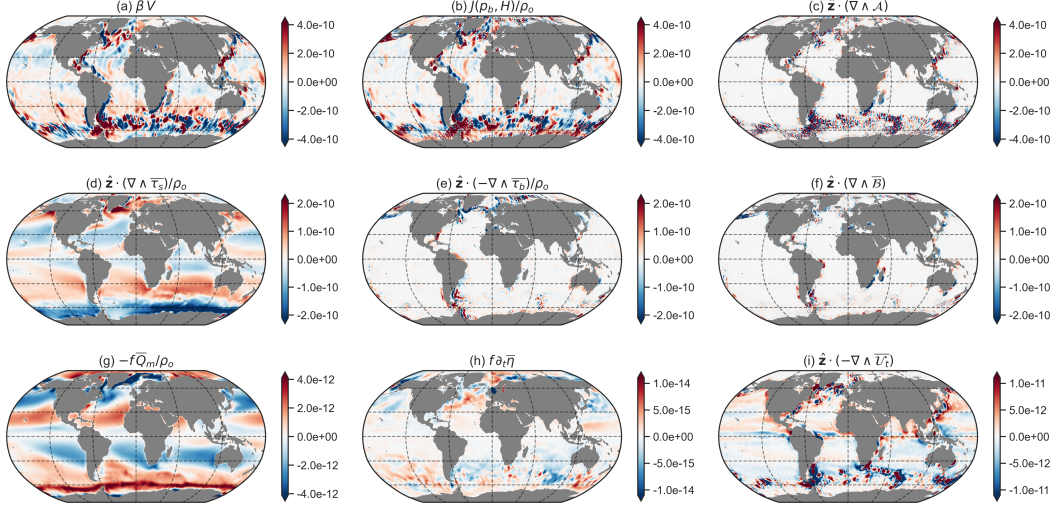 (a) β V
4.0e-10
2.0e-10
0.0e+00
-2.0e-10
-4.0e-10
(b) J(p_b, H)/ρ_o
4.0e-10
2.0e-10
0.0e+00
-2.0e-10
-4.0e-10
(c) ẑ · (∇ ∧ 𝒜)
4.0e-10
2.0e-10
0.0e+00
-2.0e-10
-4.0e-10
(d) ẑ · (∇ ∧ τ̅_s)/ρ_o
2.0e-10
1.0e-10
0.0e+00
-1.0e-10
-2.0e-10
(e) ẑ · (−∇ ∧ τ̅_b)/ρ_o
2.0e-10
1.0e-10
0.0e+00
-1.0e-10
-2.0e-10
(f) ẑ · (∇ ∧ ℬ̅)
2.0e-10
1.0e-10
0.0e+00
-1.0e-10
-2.0e-10
(g) −f Q̅_m/ρ_o
4.0e-12
2.0e-12
0.0e+00
-2.0e-12
-4.0e-12
(h) f∂_t η̅
1.0e-14
5.0e-15
0.0e+00
-5.0e-15
-1.0e-14
(i) ẑ · (−∇ ∧ 𝒰̅_t)
1.0e-11
5.0e-12
0.0e+00
-5.0e-12
-1.0e-11